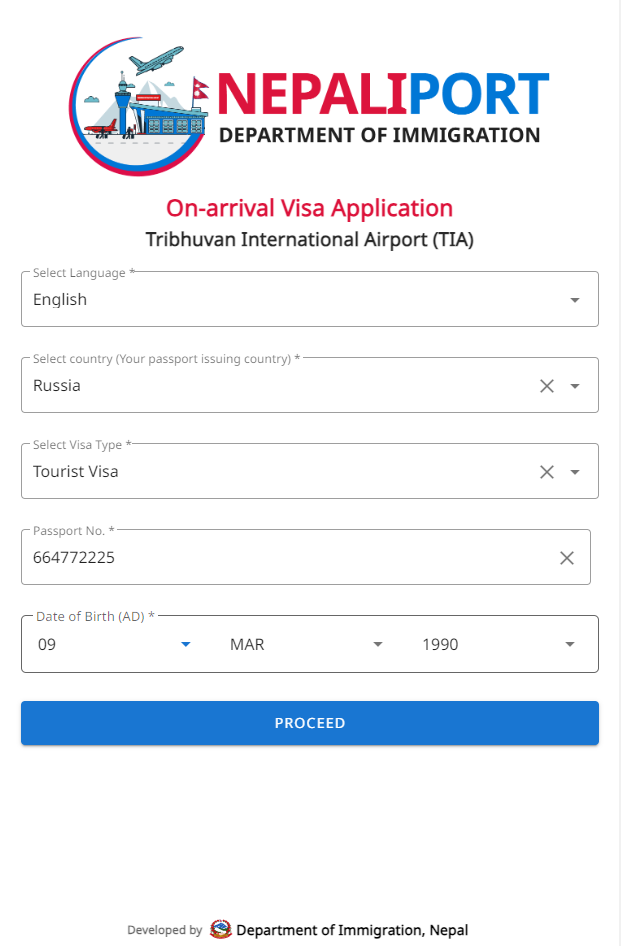 NEPALIPORT
DEPARTMENT OF IMMIGRATION
On-arrival Visa Application
Tribhuvan International Airport (TIA)
Select Language *
English
Select country (Your passport issuing country) *
Russia
Select Visa Type *
Tourist Visa
Passport No. *
664772225
Date of Birth (AD) *
09 MAR 1990
PROCEED
Developed by Department of Immigration, Nepal